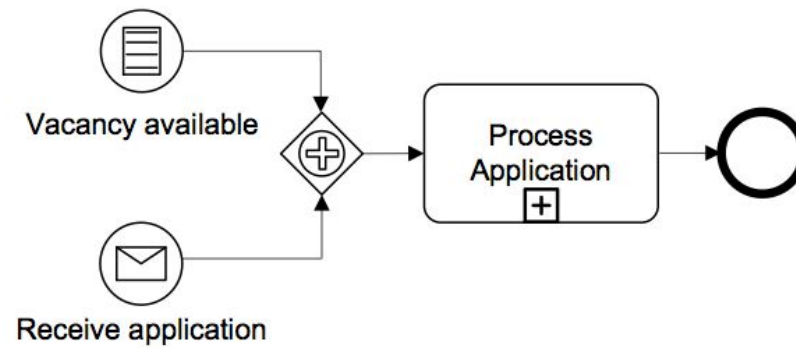 Vacancy available
Process
Application
Receive application